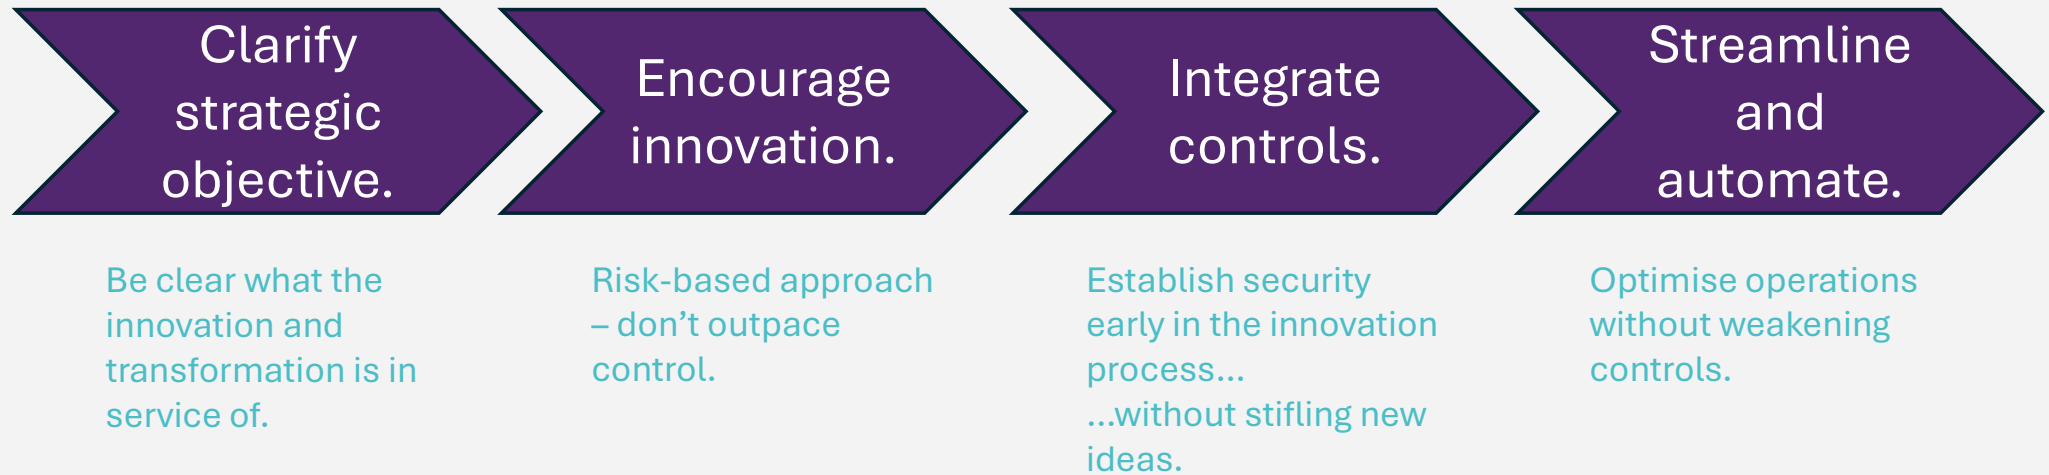 Clarify
strategic
objective.
Encourage
innovation.
Integrate
controls.
Streamline
and
automate.
Be clear what the
innovation and
transformation is in
service of.
Risk-based approach
– don’t outpace
control.
Establish security
early in the innovation
process…
…without stifling new
ideas.
Optimise operations
without weakening
controls.